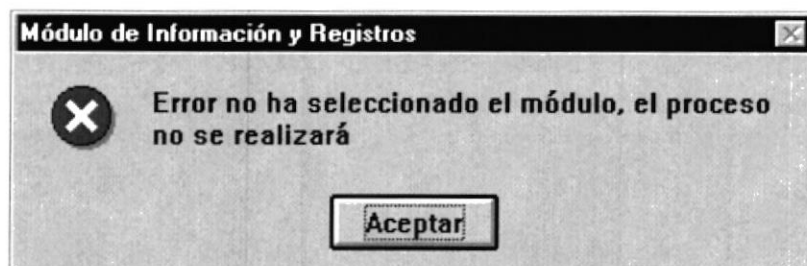 Módulo de Información y Registros
Error no ha seleccionado el módulo, el proceso
no se realizará
Aceptar